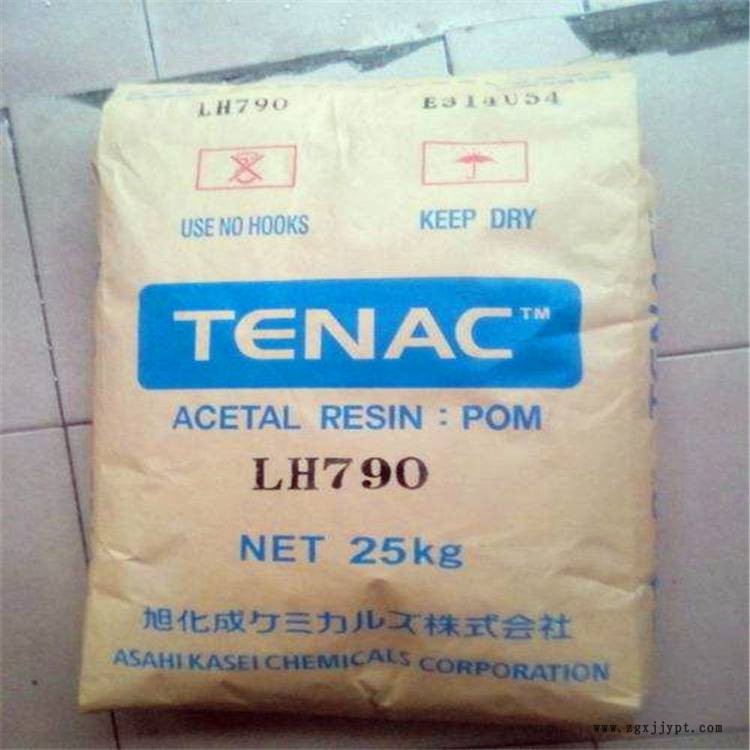 LH790 E314U54
USE NO HOOKS KEEP DRY
TENAC™
ACETAL RESIN : POM
LH790
NET 25kg
旭化成ケミカルズ株式会社
ASAHI KASEI CHEMICALS CORPORATION
www.zgxjjypt.com